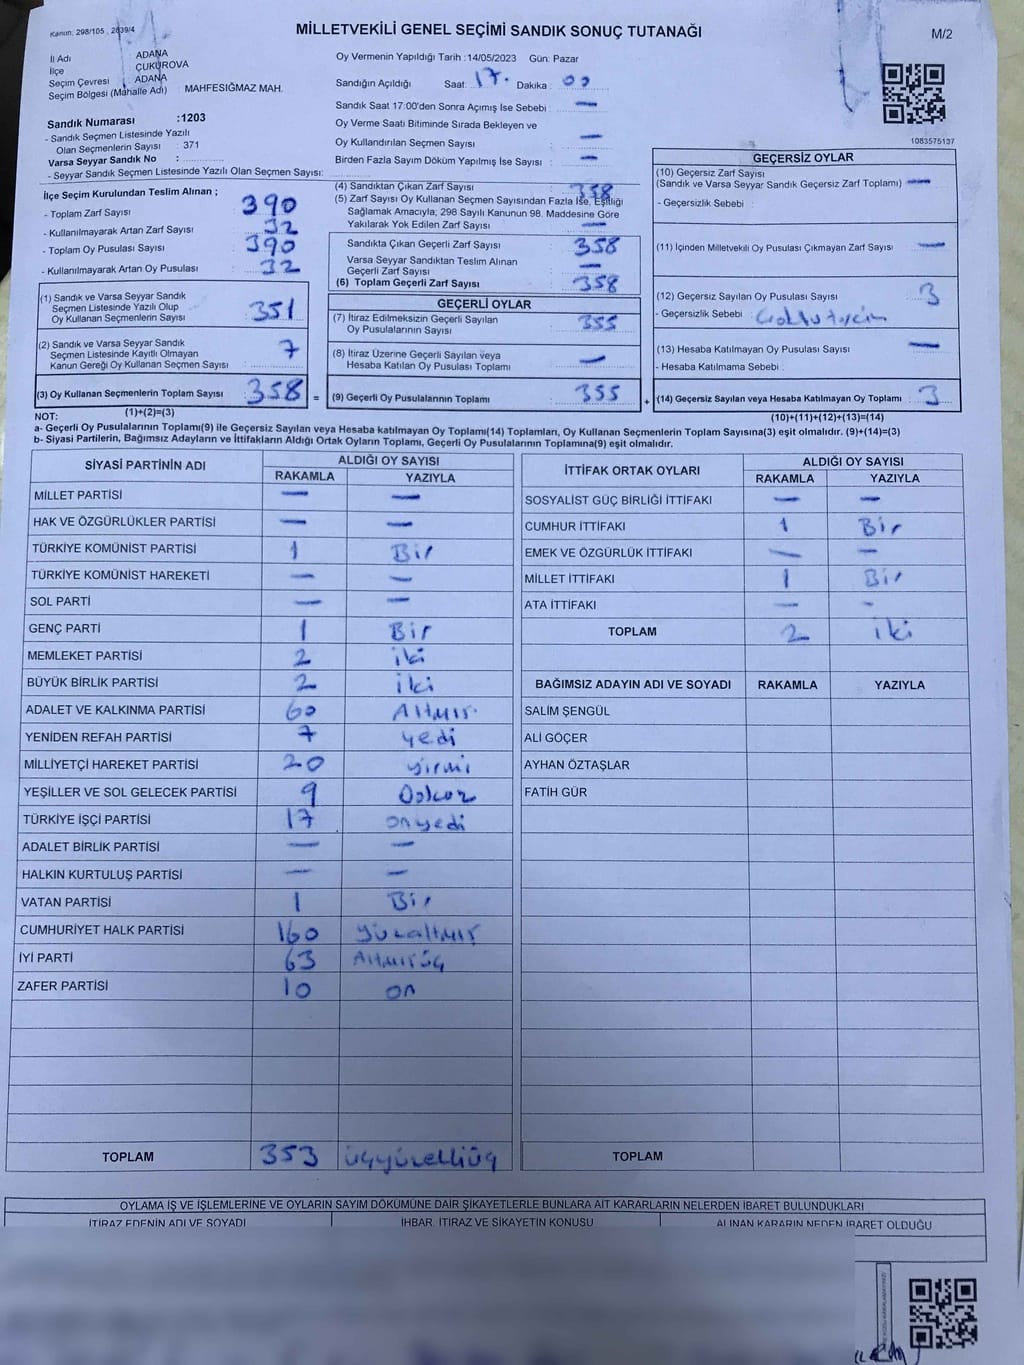 Kanun: 298/105 , 2839/4
MİLLETVEKİLİ GENEL SEÇİMİ SANDIK SONUÇ TUTANAĞI
M/2
İl Adı ADANA
İlçe ÇUKUROVA
Seçim Çevresi ADANA
Seçim Bölgesi (Mahalle Adı) MAHFESIĞMAZ MAH.
Sandık Numarası :1203
- Sandık Seçmen Listesinde Yazılı
Olan Seçmenlerin Sayısı : 371
Varsa Seyyar Sandık No :
- Seyyar Sandık Seçmen Listesinde Yazılı Olan Seçmen Sayısı:
Oy Vermenin Yapıldığı Tarih :14/05/2023 Gün: Pazar
Sandığın Açıldığı Saat: 17. Dakika : 00
Sandık Saat 17:00'den Sonra Açımış İse Sebebi : —
Oy Verme Saati Bitiminde Sırada Bekleyen ve
Oy Kullandırılan Seçmen Sayısı : —
Birden Fazla Sayım Döküm Yapılmış İse Sayısı : —
1083575137
İlçe Seçim Kurulundan Teslim Alınan ;
- Toplam Zarf Sayısı : 390
- Kullanılmayarak Artan Zarf Sayısı : 32
- Toplam Oy Pusulası Sayısı : 390
- Kullanılmayarak Artan Oy Pusulası : 32
(1) Sandık ve Varsa Seyyar Sandık
Seçmen Listesinde Yazılı Olup
Oy Kullanan Seçmenlerin Sayısı : 351
(2) Sandık ve Varsa Seyyar Sandık
Seçmen Listesinde Kayıtlı Olmayan
Kanun Gereği Oy Kullanan Seçmen Sayısı : 7
(3) Oy Kullanan Seçmenlerin Toplam Sayısı : 358 =
(1)+(2)=(3)
(4) Sandıktan Çıkan Zarf Sayısı : 358
(5) Zarf Sayısı Oy Kullanan Seçmen Sayısından Fazla İse, Eşitliği
Sağlamak Amacıyla; 298 Sayılı Kanunun 98. Maddesine Göre
Yakılarak Yok Edilen Zarf Sayısı : —
Sandıkta Çıkan Geçerli Zarf Sayısı : 358
Varsa Seyyar Sandıktan Teslim Alınan
Geçerli Zarf Sayısı : —
(6) Toplam Geçerli Zarf Sayısı : 358
GEÇERLİ OYLAR
(7) İtiraz Edilmeksizin Geçerli Sayılan
Oy Pusulalarının Sayısı : 355
(8) İtiraz Üzerine Geçerli Sayılan veya
Hesaba Katılan Oy Pusulası Toplamı : —
(9) Geçerli Oy Pusulalarınnın Toplamı : 355 +
GEÇERSİZ OYLAR
(10) Geçersiz Zarf Sayısı
(Sandık ve Varsa Seyyar Sandık Geçersiz Zarf Toplamı) —
- Geçersizlik Sebebi :
(11) İçinden Milletvekili Oy Pusulası Çıkmayan Zarf Sayısı : —
(12) Geçersiz Sayılan Oy Pusulası Sayısı : 3
- Geçersizlik Sebebi :
(13) Hesaba Katılmayan Oy Pusulası Sayısı : —
- Hesaba Katılmama Sebebi :
(14) Geçersiz Sayılan veya Hesaba Katılmayan Oy Toplamı : 3
(10)+(11)+(12)+(13)=(14)
NOT:
a- Geçerli Oy Pusulalarının Toplamı(9) ile Geçersiz Sayılan veya Hesaba katılmayan Oy Toplamı(14) Toplamları, Oy Kullanan Seçmenlerin Toplam Sayısına(3) eşit olmalıdır. (9)+(14)=(3)
b- Siyasi Partilerin, Bağımsız Adayların ve İttifakların Aldığı Ortak Oyların Toplamı, Geçerli Oy Pusulalarının Toplamına(9) eşit olmalıdır.
SİYASİ PARTİNİN ADI ALDIĞI OY SAYISI
RAKAMLA YAZIYLA
MİLLET PARTİSİ — —
HAK VE ÖZGÜRLÜKLER PARTİSİ — —
TÜRKİYE KOMÜNİST PARTİSİ 1 Bir
TÜRKİYE KOMÜNİST HAREKETİ — —
SOL PARTİ — —
GENÇ PARTİ 1 Bir
MEMLEKET PARTİSİ 2 iki
BÜYÜK BİRLİK PARTİSİ 2 iki
ADALET VE KALKINMA PARTİSİ 60 Altmış
YENİDEN REFAH PARTİSİ 7 yedi
MİLLİYETÇİ HAREKET PARTİSİ 20 yirmi
YEŞİLLER VE SOL GELECEK PARTİSİ 9 Dokuz
TÜRKİYE İŞÇİ PARTİSİ 17 onyedi
ADALET BİRLİK PARTİSİ — —
HALKIN KURTULUŞ PARTİSİ — —
VATAN PARTİSİ 1 Bir
CUMHURİYET HALK PARTİSİ 160 yüzaltmış
İYİ PARTİ 63 Altmışüç
ZAFER PARTİSİ 10 on
TOPLAM 353 üçyüzelliüç
İTTİFAK ORTAK OYLARI ALDIĞI OY SAYISI
RAKAMLA YAZIYLA
SOSYALİST GÜÇ BİRLİĞİ İTTİFAKI — —
CUMHUR İTTİFAKI 1 Bir
EMEK VE ÖZGÜRLÜK İTTİFAKI — —
MİLLET İTTİFAKI 1 Bir
ATA İTTİFAKI — —
TOPLAM 2 iki
BAĞIMSIZ ADAYIN ADI VE SOYADI RAKAMLA YAZIYLA
SALİM ŞENGÜL
ALİ GÖÇER
AYHAN ÖZTAŞLAR
FATİH GÜR
TOPLAM
OYLAMA İŞ VE İŞLEMLERİNE VE OYLARIN SAYIM DÖKÜMÜNE DAİR ŞİKAYETLERLE BUNLARA AİT KARARLARIN NELERDEN İBARET BULUNDUKLARI
İTİRAZ EDENİN ADI VE SOYADI İHBAR, İTİRAZ VE ŞİKAYETİN KONUSU ALINAN KARARIN NEDEN İBARET OLDUĞU